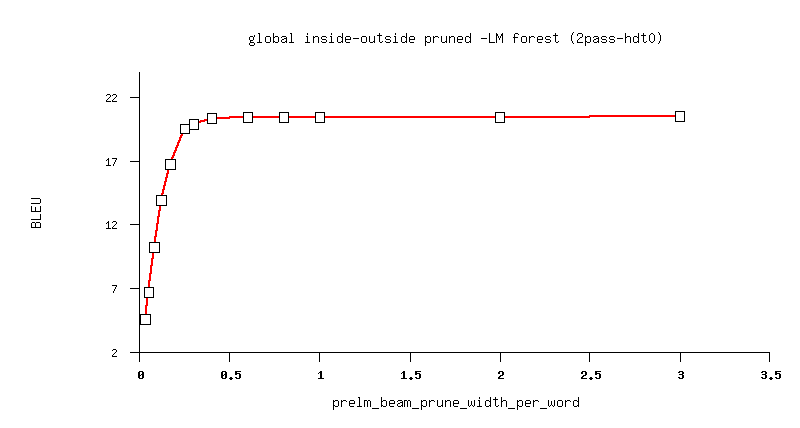 global inside-outside pruned -LM forest (2pass-hdt0)
22
17
12
7
2
BLEU
0 0.5 1 1.5 2 2.5 3 3.5
prelm_beam_prune_width_per_word